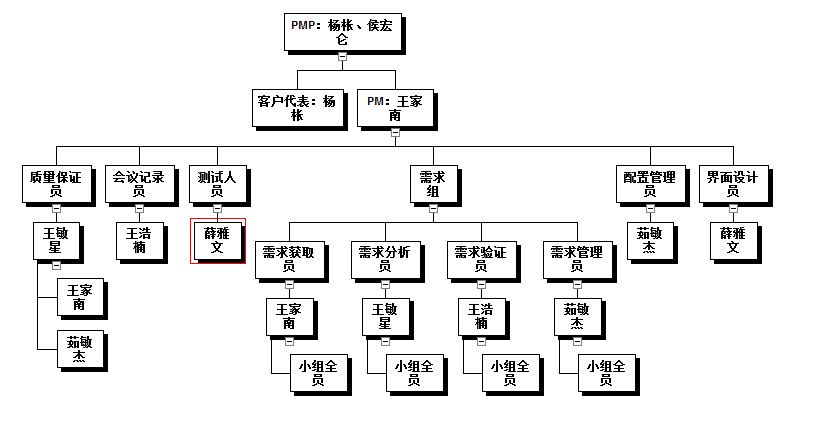 PMP：杨枨、侯宏
仑
客户代表：杨
枨
PM：王家
南
质量保证
员
会议记录
员
测试人
员
需求
组
配置管理
员
界面设计
员
王敏
星
王浩
楠
薛雅
文
茹敏
杰
薛雅
文
需求获取
员
需求分析
员
需求验证
员
需求管理
员
王家
南
茹敏
杰
王家
南
王敏
星
王浩
楠
茹敏
杰
小组全
员
小组全
员
小组全
员
小组全
员